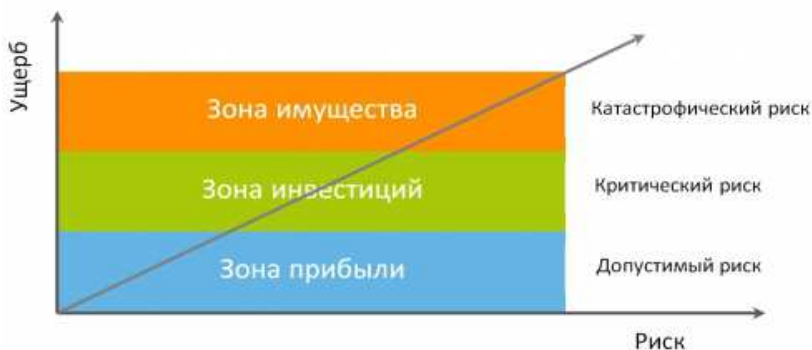 Ущерб
Зона имущества
Катастрофический риск
Зона инвестиций
Критический риск
Зона прибыли
Допустимый риск
Риск